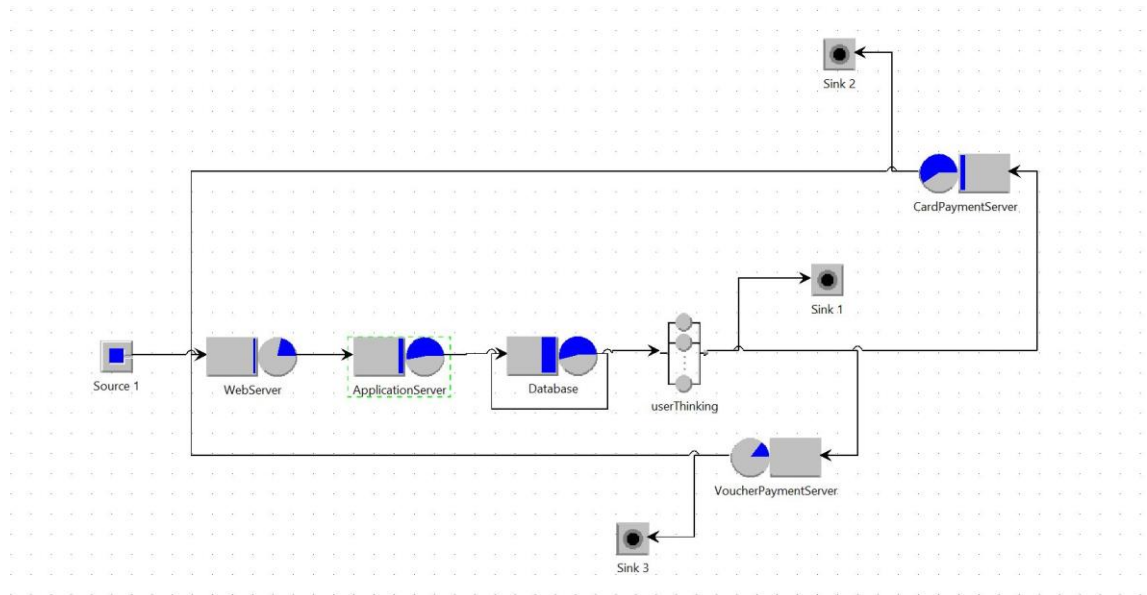 Sink 2
CardPaymentServer
Sink 1
Source 1
WebServer
ApplicationServer
Database
userThinking
VoucherPaymentServer
Sink 3